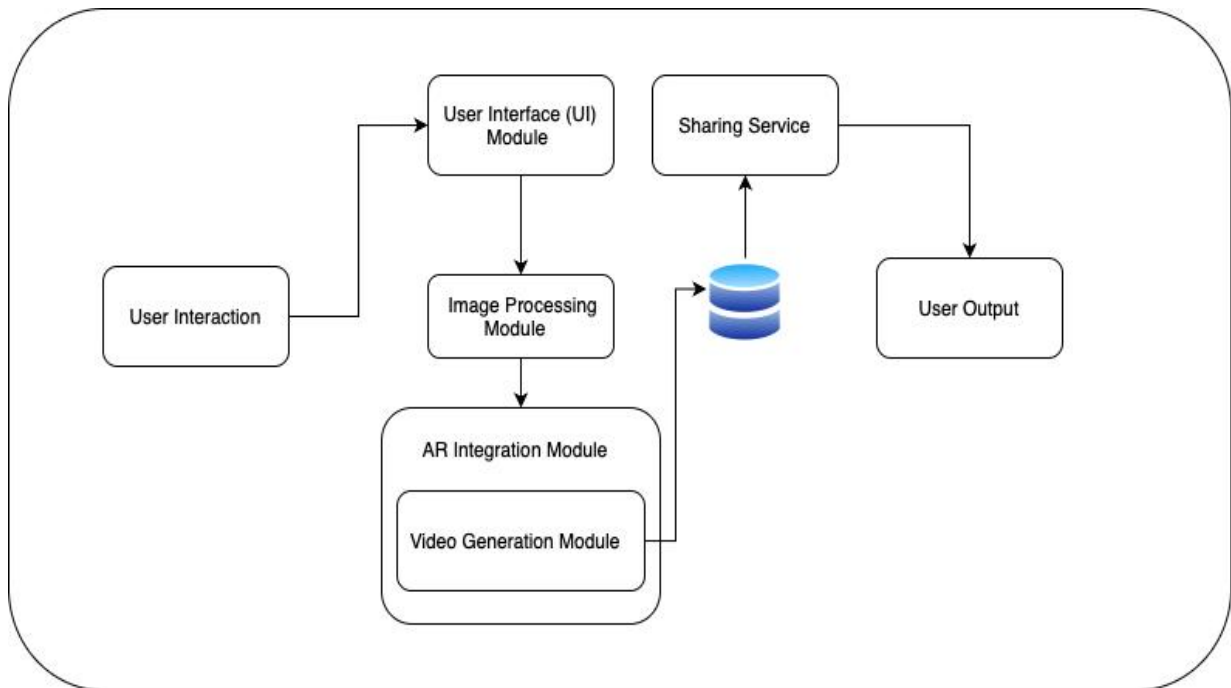 User Interface (UI)
Module
Sharing Service
User Interaction
Image Processing
Module
User Output
AR Integration Module
Video Generation Module